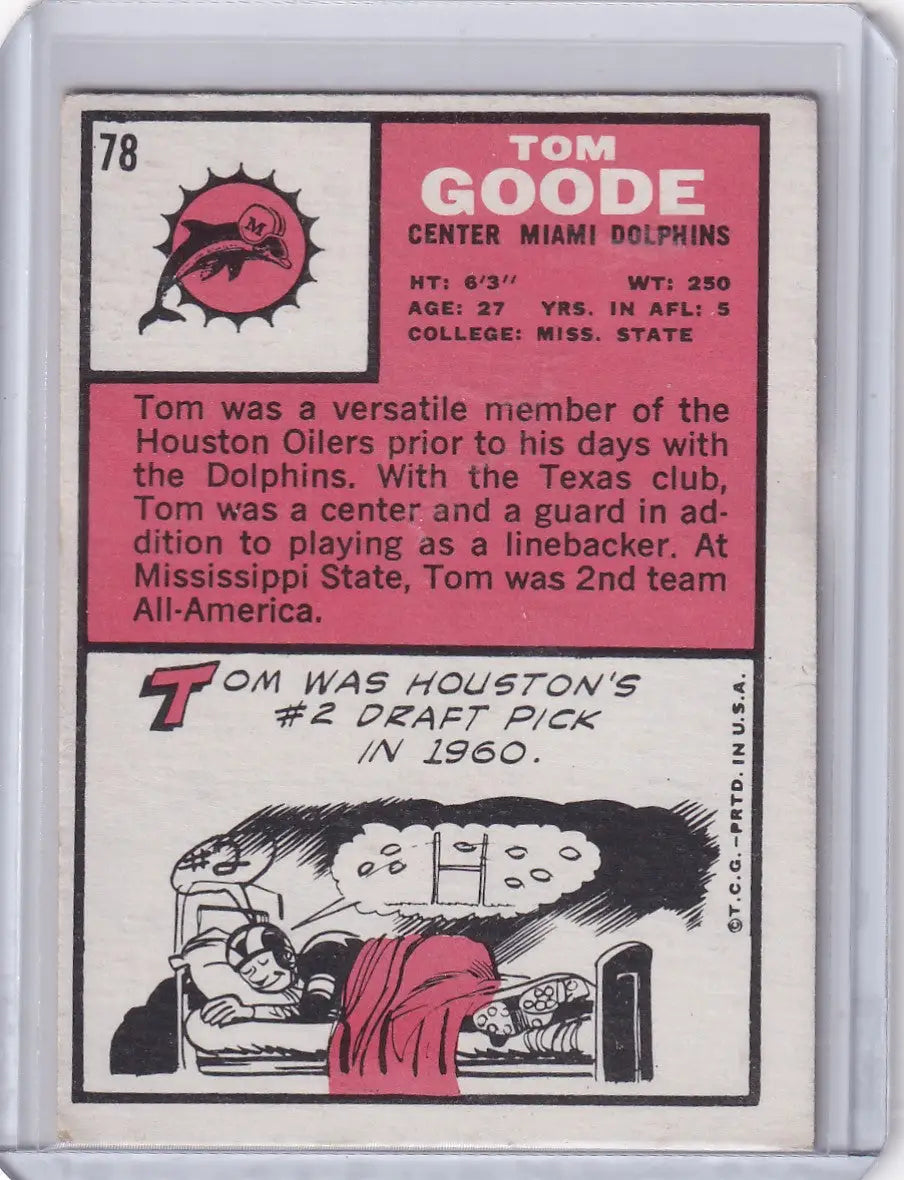 78
M
TOM
GOODE
CENTER MIAMI DOLPHINS
HT: 6'3'' WT: 250
AGE: 27 YRS. IN AFL: 5
COLLEGE: MISS. STATE
Tom was a versatile member of the
Houston Oilers prior to his days with
the Dolphins. With the Texas club,
Tom was a center and a guard in ad-
dition to playing as a linebacker. At
Mississippi State, Tom was 2nd team
All-America.
TOM WAS HOUSTON'S
#2 DRAFT PICK
IN 1960.
#2
©T.C.G.–PRTD. IN U.S.A.